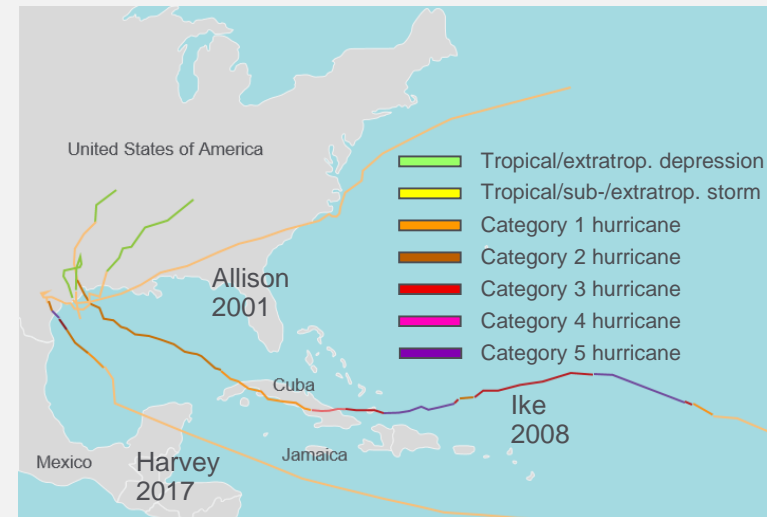 United States of America
Tropical/extratrop. depression
Tropical/sub-/extratrop. storm
Category 1 hurricane
Category 2 hurricane
Category 3 hurricane
Category 4 hurricane
Category 5 hurricane
Allison
2001
Cuba
Ike
2008
Jamaica
Mexico
Harvey
2017